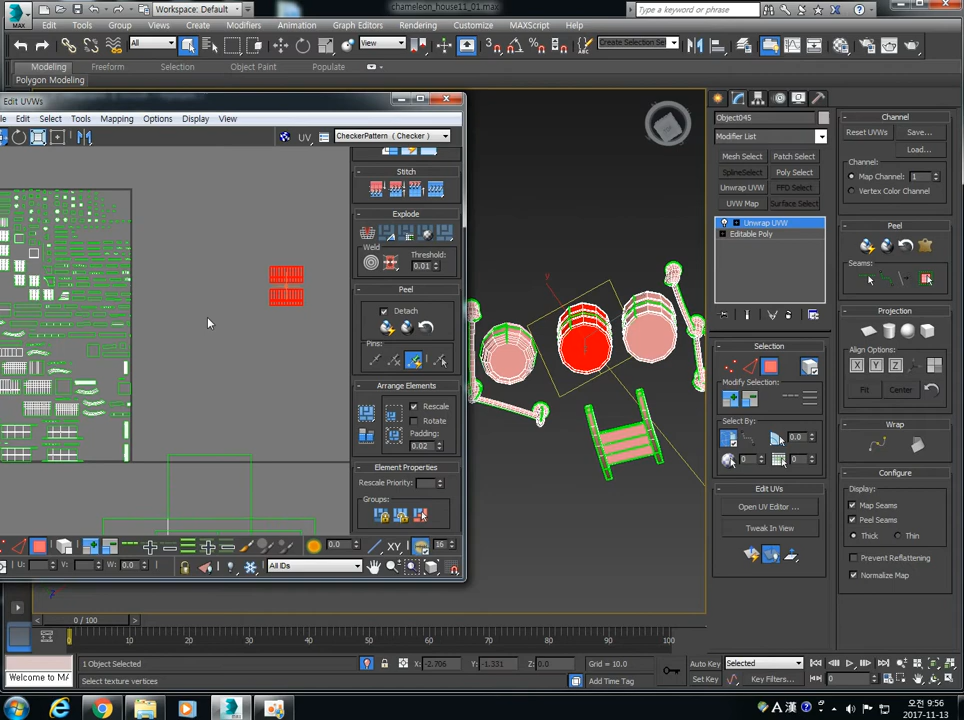 MAX
Workspace: Default
chameleon_house11_01.max
Type a keyword or phrase
Edit
Tools
Group
Views
Create
Modifiers
Animation
Graph Editors
Rendering
Customize
MAXScript
Help
All
View
Create Selection Se
Modeling
Freeform
Selection
Object Paint
Populate
Polygon Modeling
Edit UVWs
le
Edit
Select
Tools
Mapping
Options
Display
View
UV
CheckerPattern ( Checker )
Stitch
Explode
Weld
Threshold:
0.01
Peel
Detach
Pins:
Arrange Elements
Rescale
Rotate
Padding:
0.02
Element Properties
Rescale Priority:
Groups:
0.0
XY
16
U:
V:
W: 0.0
All IDs
Object045
Modifier List
Mesh Select
Patch Select
SplineSelect
Poly Select
Unwrap UVW
FFD Select
UVW Map
Surface Select
Unwrap UVW
Editable Poly
Selection
Modify Selection:
Select By:
0.0
0
0
Edit UVs
Open UV Editor ...
Tweak In View
Channel
Reset UVWs
Save...
Load...
Channel:
Map Channel:
1
Vertex Color Channel
Peel
Seams:
Projection
Align Options:
X
Y
Z
Fit
Center
Wrap
Configure
Display:
Map Seams
Peel Seams
Thick
Thin
Prevent Reflattening
Normalize Map
0 / 100
0
10
20
30
40
50
60
70
80
90
100
1 Object Selected
X: -2.706
Y: -1.331
Z: 0.0
Grid = 10.0
Auto Key
Selected
Welcome to MA
Select texture vertices
Add Time Tag
Set Key
Key Filters...
0
A 漢
오전 9:56
2017-11-13